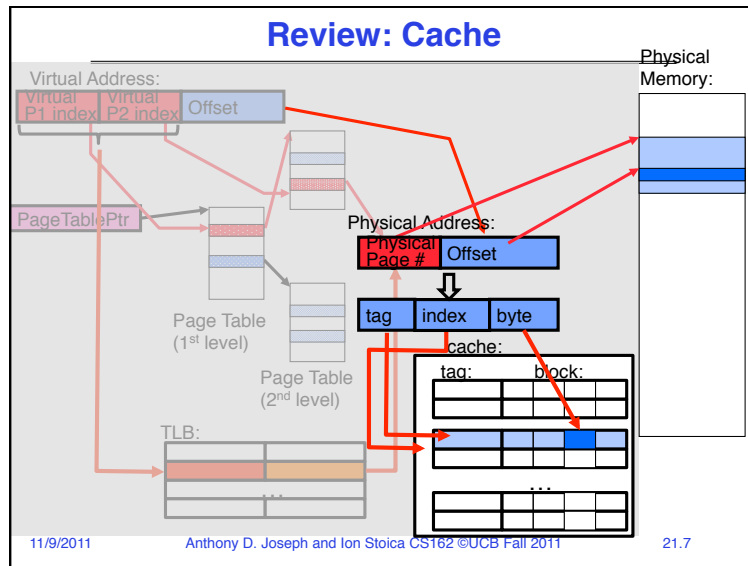 Review: Cache
Physical
Memory:
Virtual Address:
Virtual
P1 index
Virtual
P2 index
Offset
PageTablePtr
Physical Address:
Physical
Page #
Offset
tag
index
byte
Page Table
(1st level)
cache:
tag:
block:
Page Table
(2nd level)
TLB:
...
...
11/9/2011
Anthony D. Joseph and Ion Stoica CS162 ©UCB Fall 2011
21.7